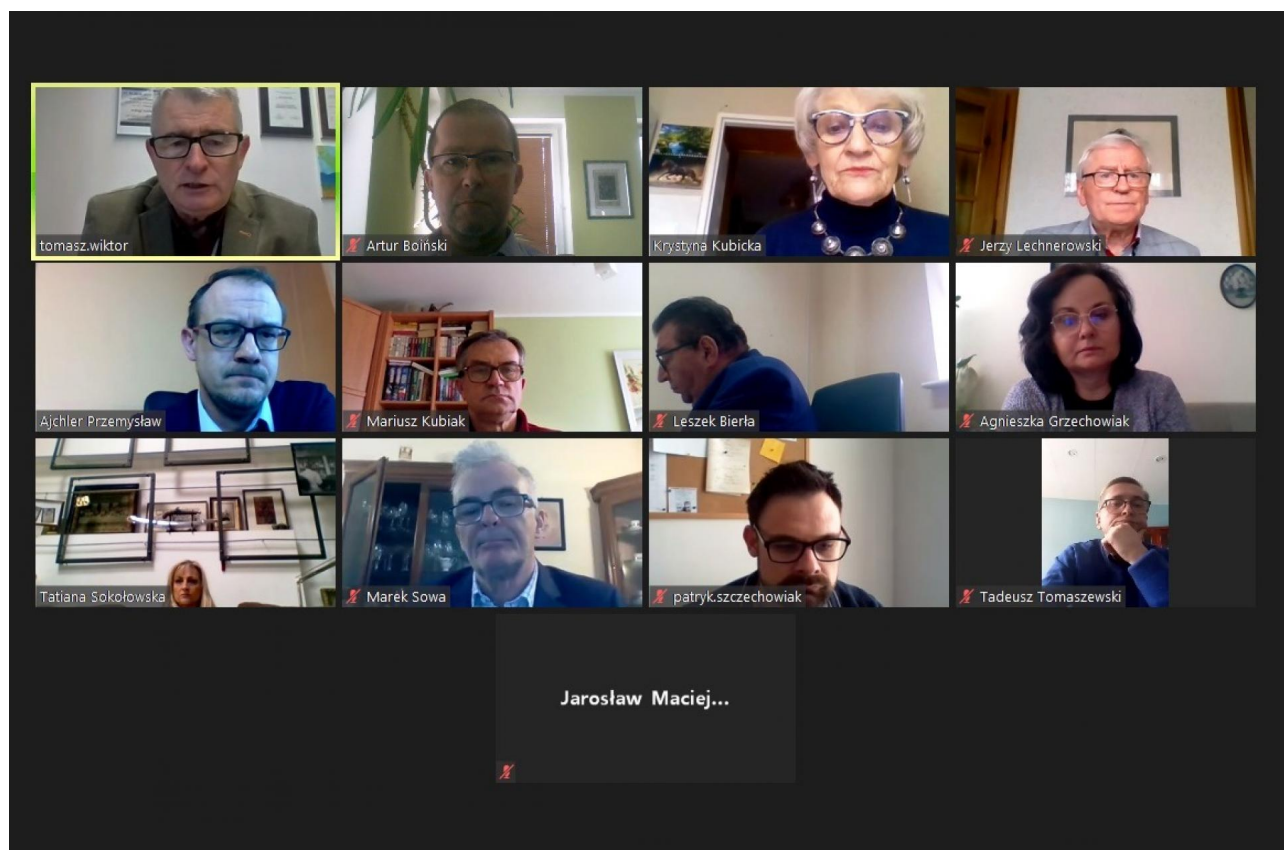 tomasz.wiktor
Artur Boiński
Krystyna Kubicka
Jerzy Lechnerowski
Ajchler Przemysław
Mariusz Kubiak
Leszek Bierła
Agnieszka Grzechowiak
Tatiana Sokołowska
Marek Sowa
patryk.szczechowiak
Tadeusz Tomaszewski
Jarosław Maciej...